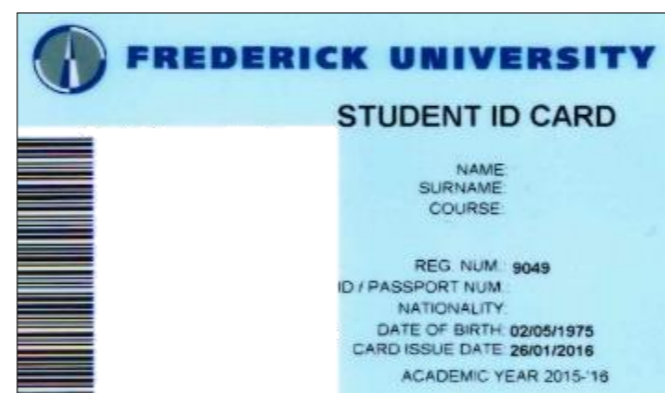 FREDERICK UNIVERSITY
STUDENT ID CARD
NAME:
SURNAME:
COURSE:
REG. NUM.: 9049
ID / PASSPORT NUM.:
NATIONALITY:
DATE OF BIRTH: 02/05/1975
CARD ISSUE DATE: 26/01/2016
ACADEMIC YEAR 2015-'16